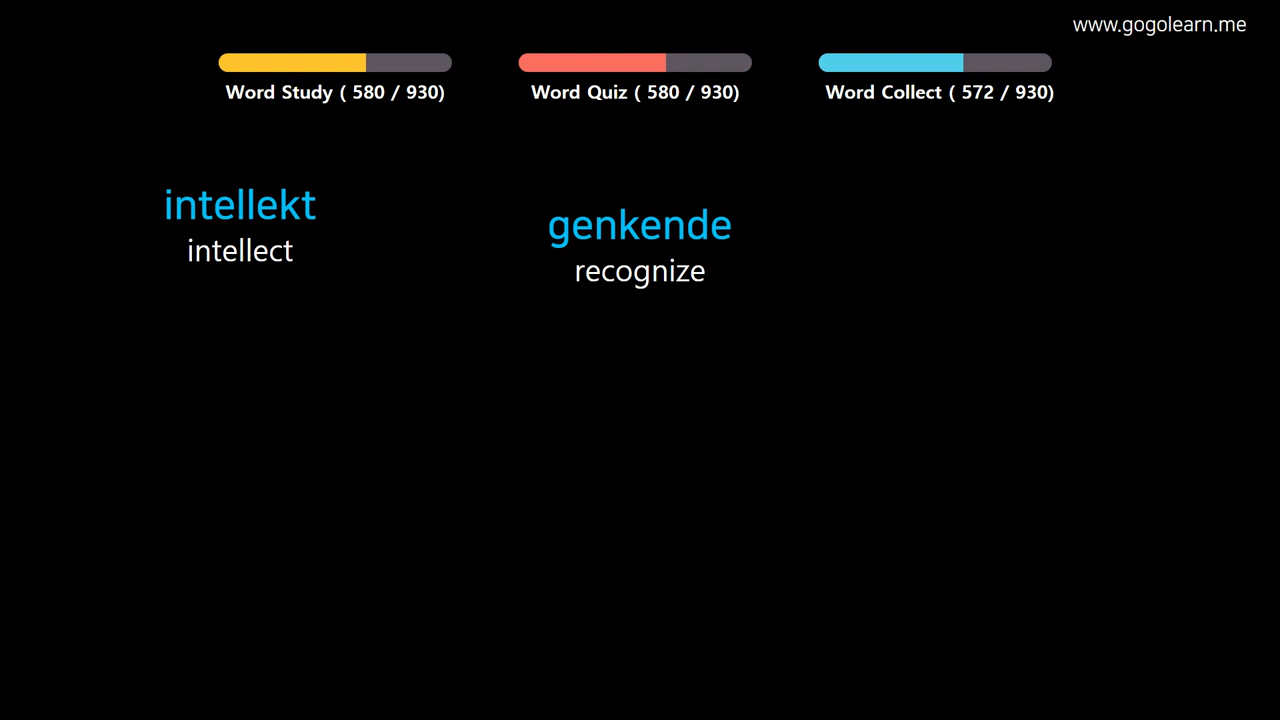 www.gogolearn.me
Word Study ( 580 / 930)
Word Quiz ( 580 / 930)
Word Collect ( 572 / 930)
intellekt
intellect
genkende
recognize